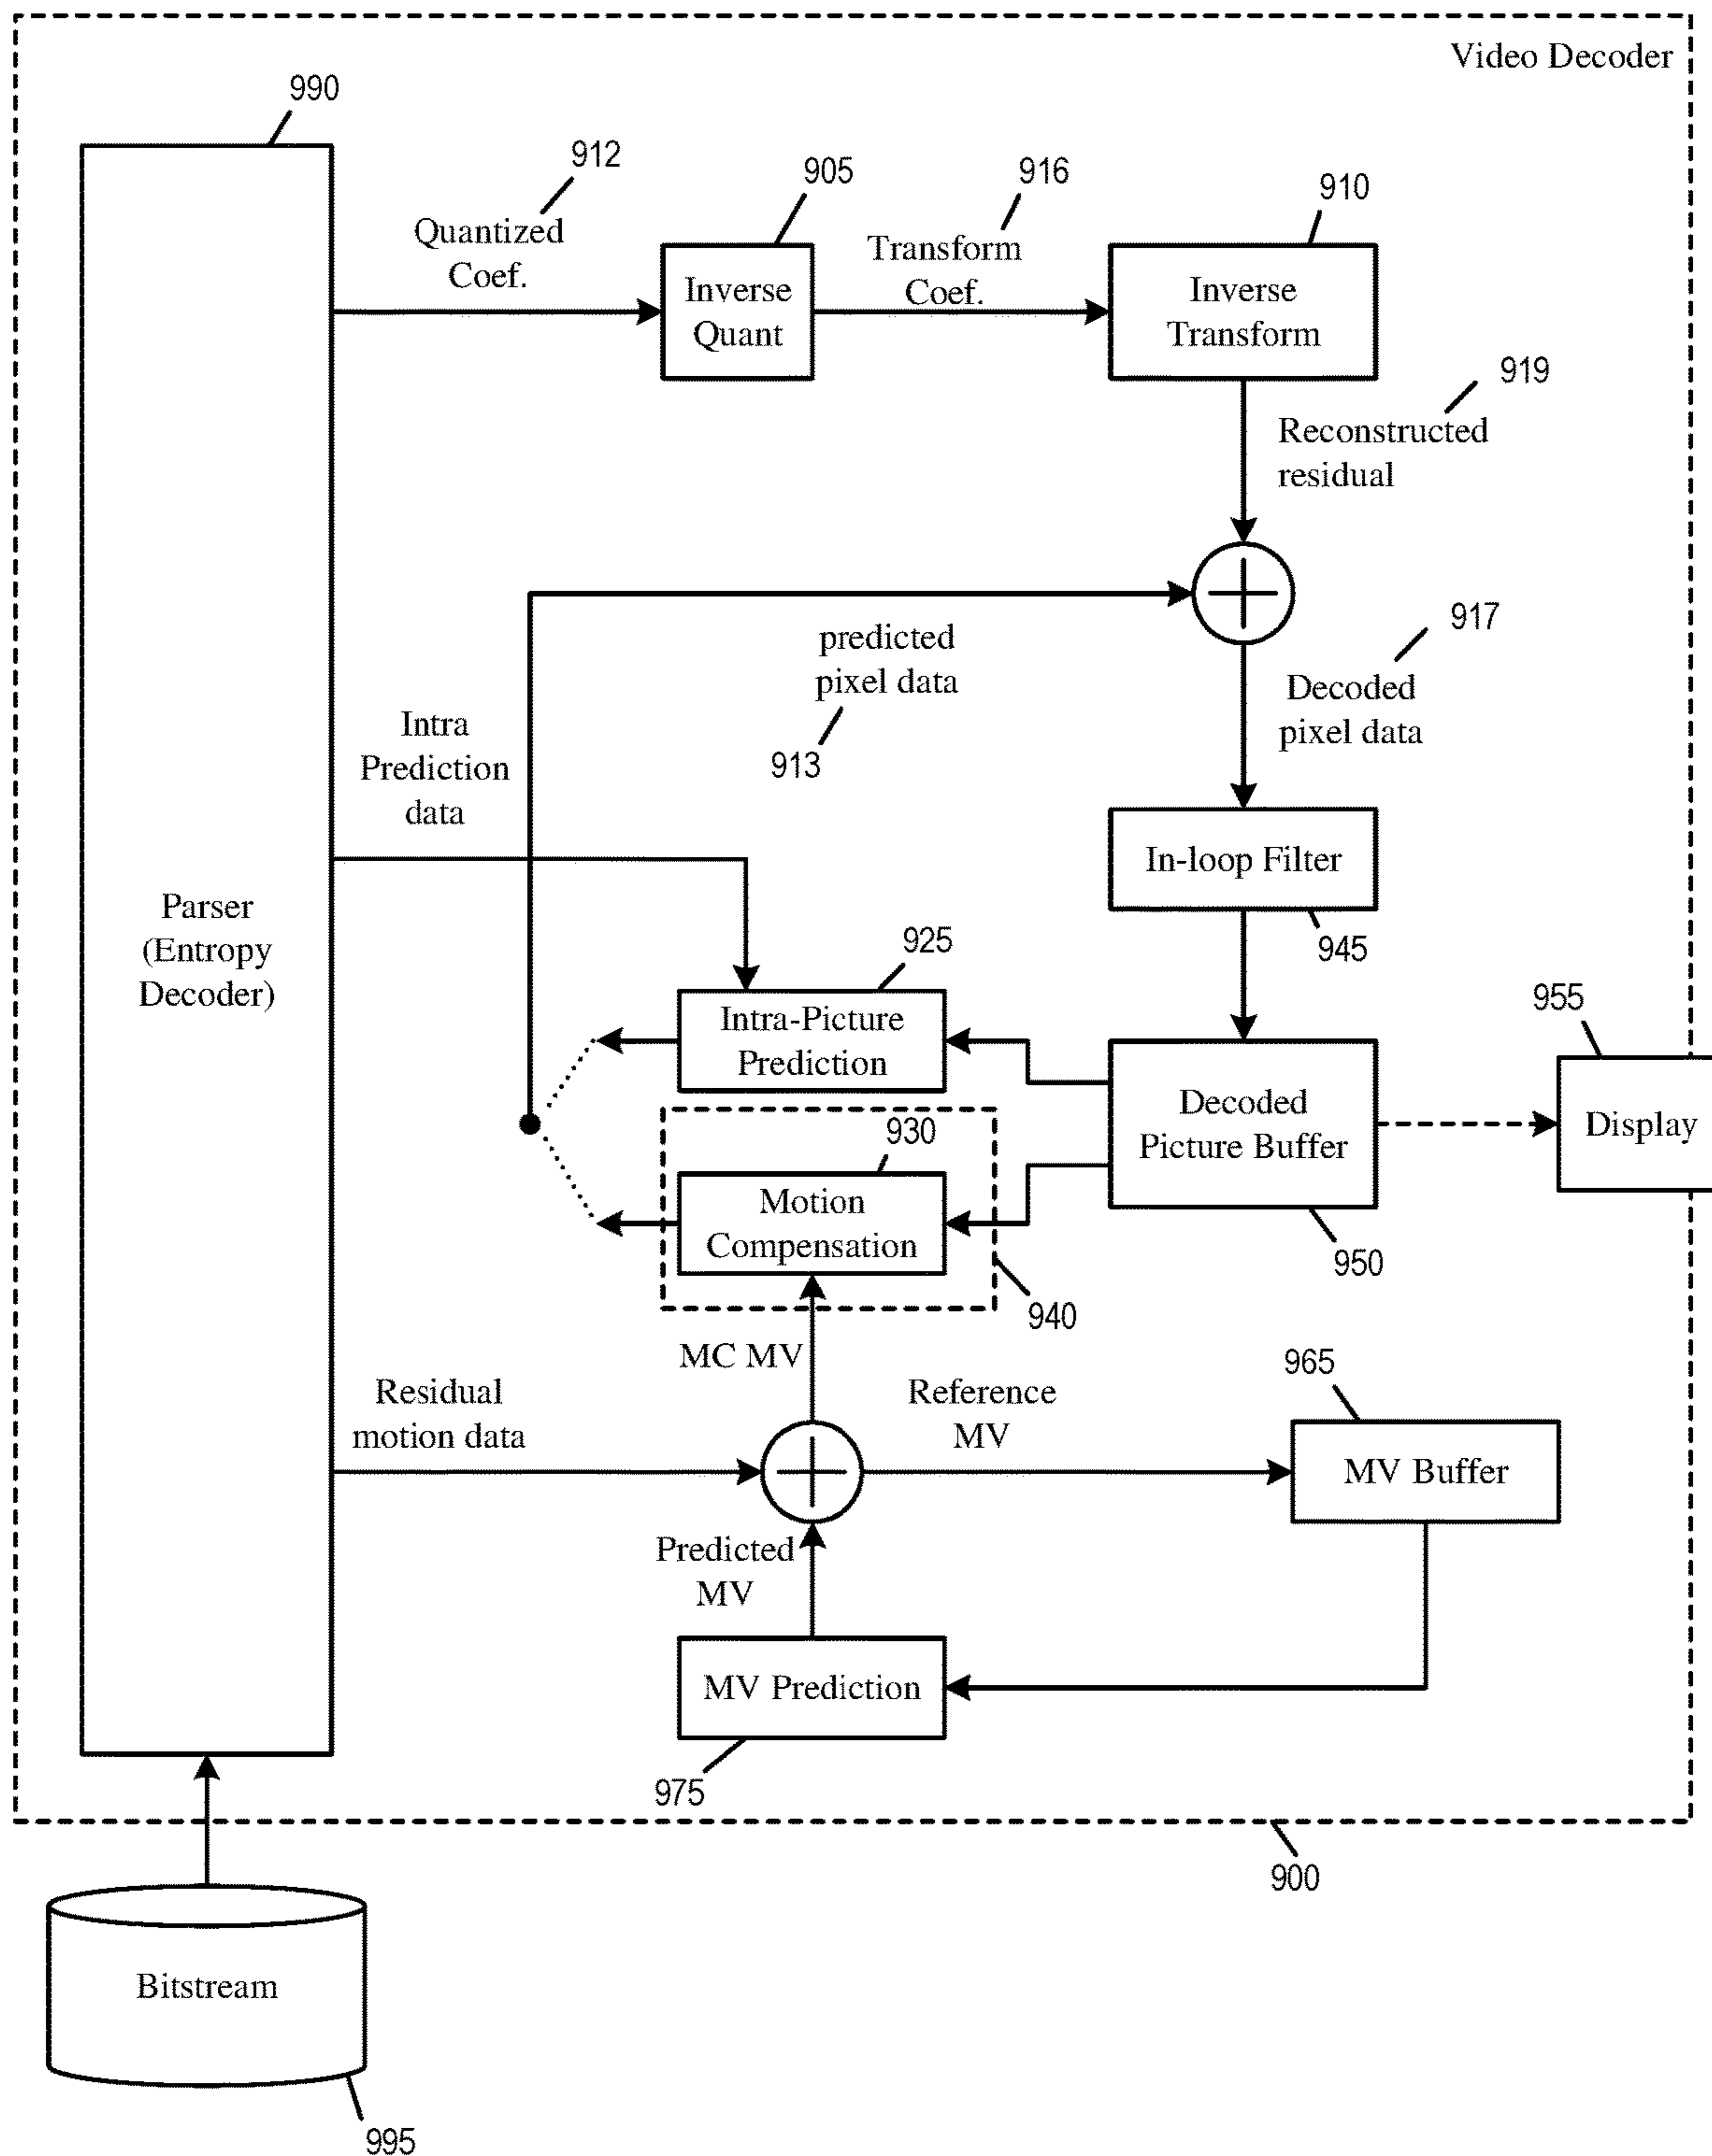 Video Decoder
990
912
905
916
910
Quantized
Coef.
Transform
Coef.
Inverse
Quant
Inverse
Transform
919
Reconstructed
residual
917
predicted
pixel data
913
Decoded
pixel data
Intra
Prediction
data
In-loop Filter
945
Parser
(Entropy
Decoder)
925
Intra-Picture
Prediction
955
Decoded
Picture Buffer
950
Display
930
Motion
Compensation
940
MC MV
965
Residual
motion data
Reference
MV
MV Buffer
Predicted
MV
MV Prediction
975
900
Bitstream
995